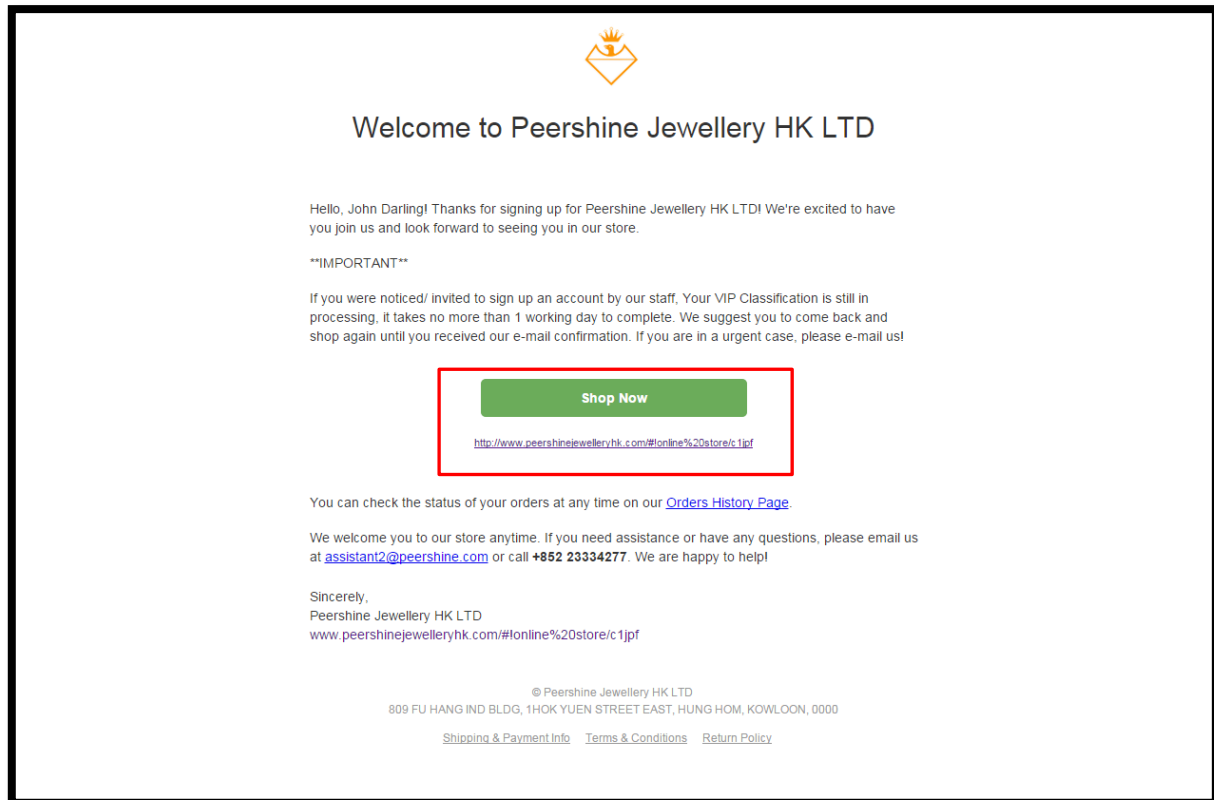 Welcome to Peershine Jewellery HK LTD
Hello, John Darling! Thanks for signing up for Peershine Jewellery HK LTD! We're excited to have
you join us and look forward to seeing you in our store.
**IMPORTANT**
If you were noticed/ invited to sign up an account by our staff, Your VIP Classification is still in
processing, it takes no more than 1 working day to complete. We suggest you to come back and
shop again until you received our e-mail confirmation. If you are in a urgent case, please e-mail us!
Shop Now
http://www.peershinejewelleryhk.com/#!online%20store/c1jpf
You can check the status of your orders at any time on our Orders History Page.
We welcome you to our store anytime. If you need assistance or have any questions, please email us
at assistant2@peershine.com or call +852 23334277. We are happy to help!
Sincerely,
Peershine Jewellery HK LTD
www.peershinejewelleryhk.com/#!online%20store/c1jpf
© Peershine Jewellery HK LTD
809 FU HANG IND BLDG, 1HOK YUEN STREET EAST, HUNG HOM, KOWLOON, 0000
Shipping & Payment Info Terms & Conditions Return Policy